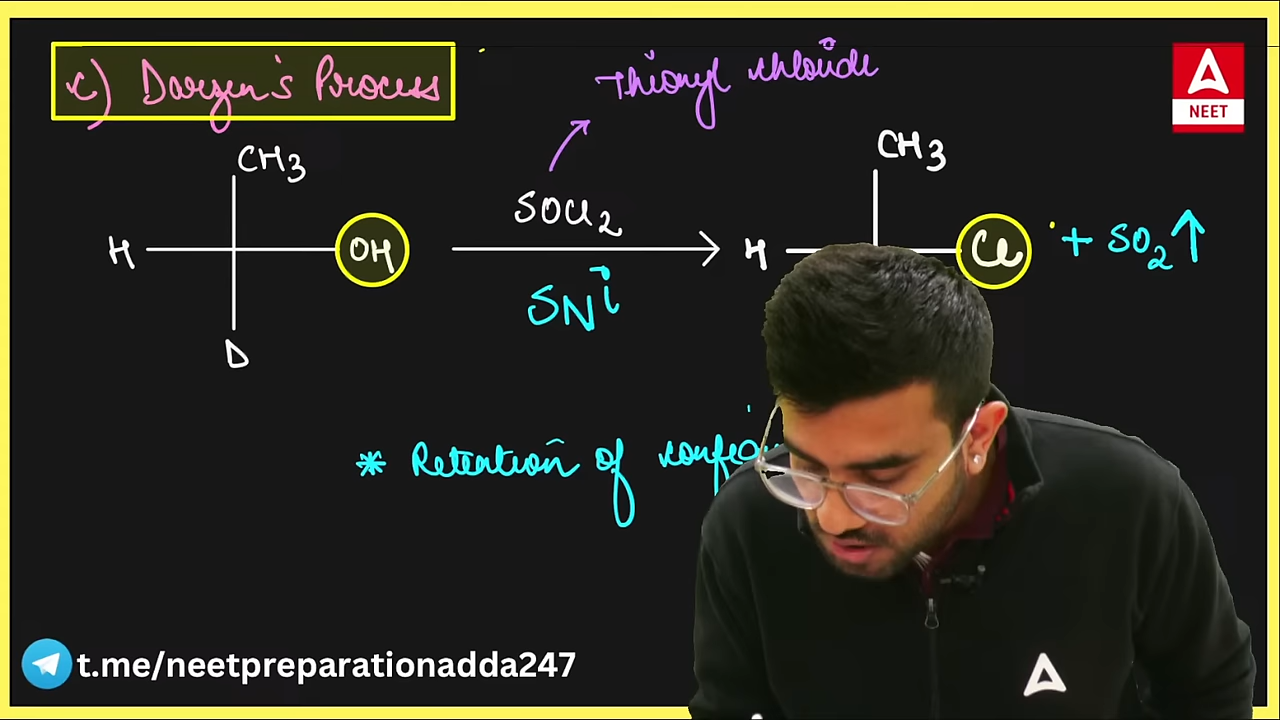 c) Darzen's Process
Thionyl chloride
NEET
CH3
H
OH
D
SOCl2
SNi
CH3
H
Cl
+ SO2↑
* Retention of
t.me/neetpreparationadda247